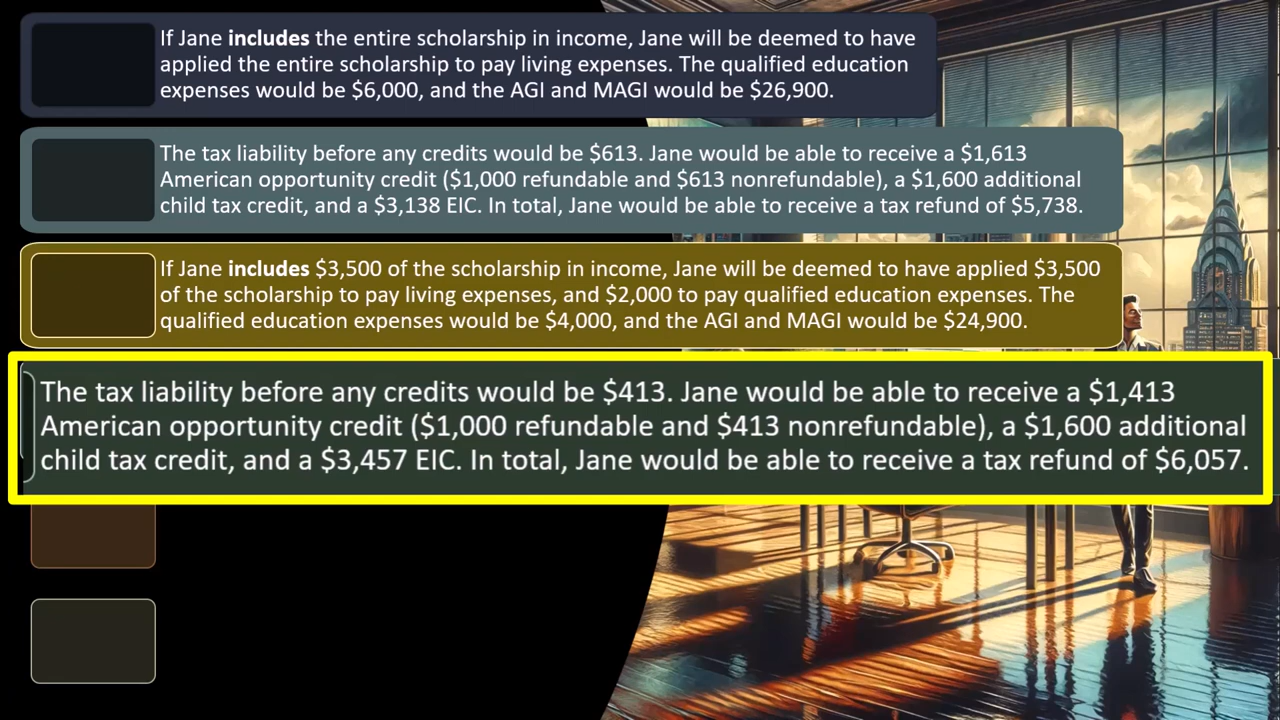 If Jane includes the entire scholarship in income, Jane will be deemed to have
applied the entire scholarship to pay living expenses. The qualified education
expenses would be $6,000, and the AGI and MAGI would be $26,900.
The tax liability before any credits would be $613. Jane would be able to receive a $1,613
American opportunity credit ($1,000 refundable and $613 nonrefundable), a $1,600 additional
child tax credit, and a $3,138 EIC. In total, Jane would be able to receive a tax refund of $5,738.
If Jane includes $3,500 of the scholarship in income, Jane will be deemed to have applied $3,500
of the scholarship to pay living expenses, and $2,000 to pay qualified education expenses. The
qualified education expenses would be $4,000, and the AGI and MAGI would be $24,900.
The tax liability before any credits would be $413. Jane would be able to receive a $1,413
American opportunity credit ($1,000 refundable and $413 nonrefundable), a $1,600 additional
child tax credit, and a $3,457 EIC. In total, Jane would be able to receive a tax refund of $6,057.